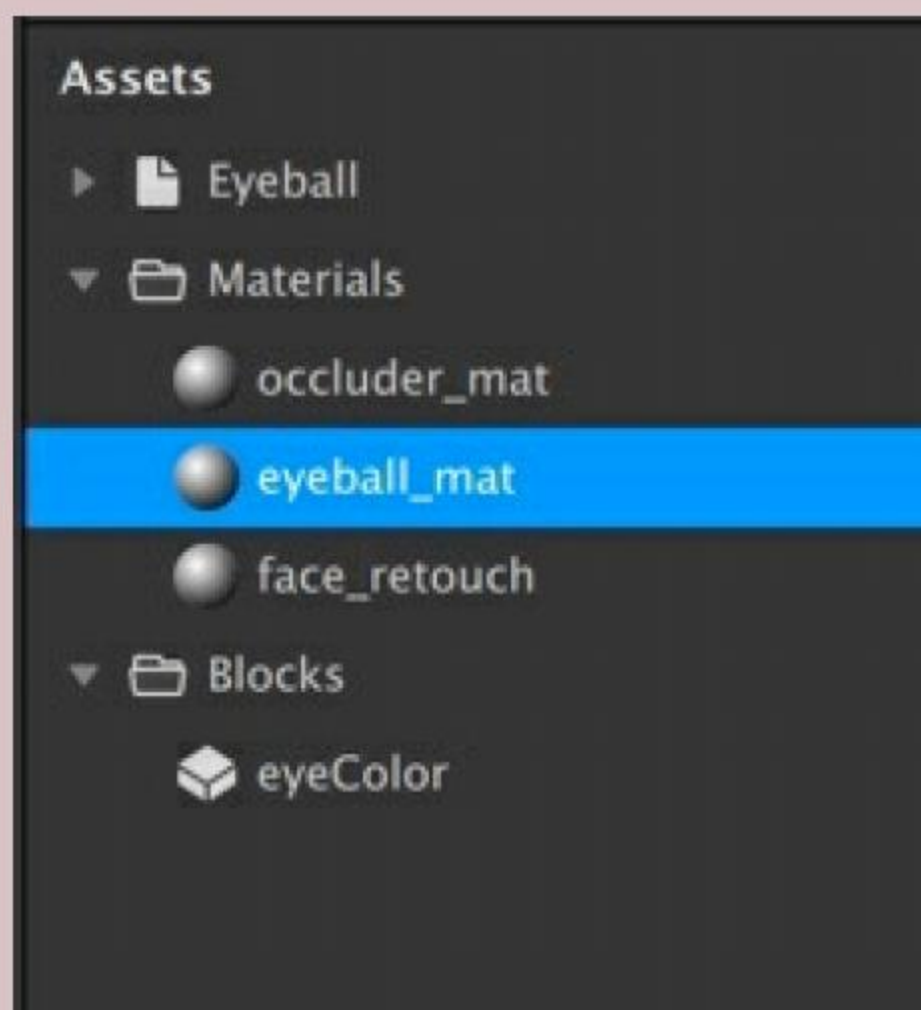 Assets
Eyeball
Materials
occluder_mat
eyeball_mat
face_retouch
Blocks
eyeColor